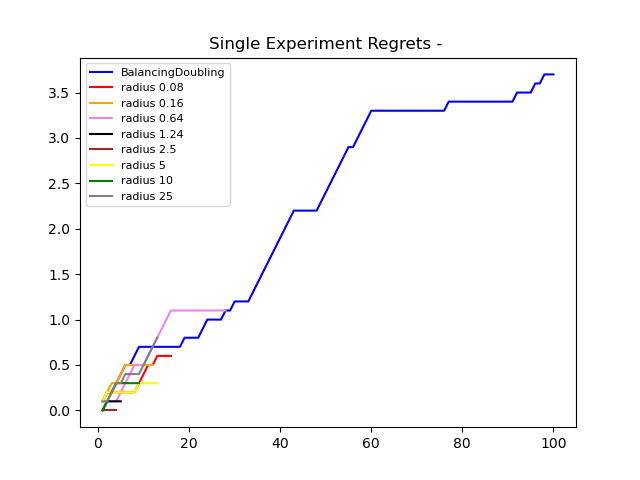 Single Experiment Regrets -
BalancingDoubling
radius 0.08
radius 0.16
radius 0.64
radius 1.24
radius 2.5
radius 5
radius 10
radius 25
3.5
3.0
2.5
2.0
1.5
1.0
0.5
0.0
0 20 40 60 80 100